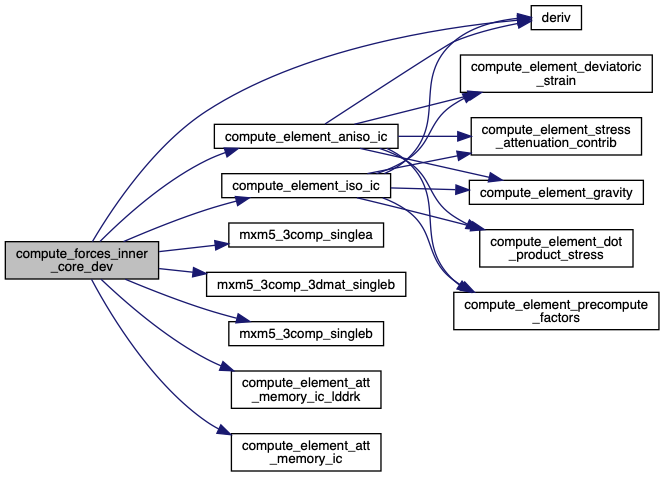 compute_forces_inner
_core_dev
compute_element_aniso_ic
compute_element_iso_ic
mxm5_3comp_singlea
mxm5_3comp_3dmat_singleb
mxm5_3comp_singleb
compute_element_att
_memory_ic_lddrk
compute_element_att
_memory_ic
deriv
compute_element_deviatoric
_strain
compute_element_stress
_attenuation_contrib
compute_element_gravity
compute_element_dot
_product_stress
compute_element_precompute
_factors